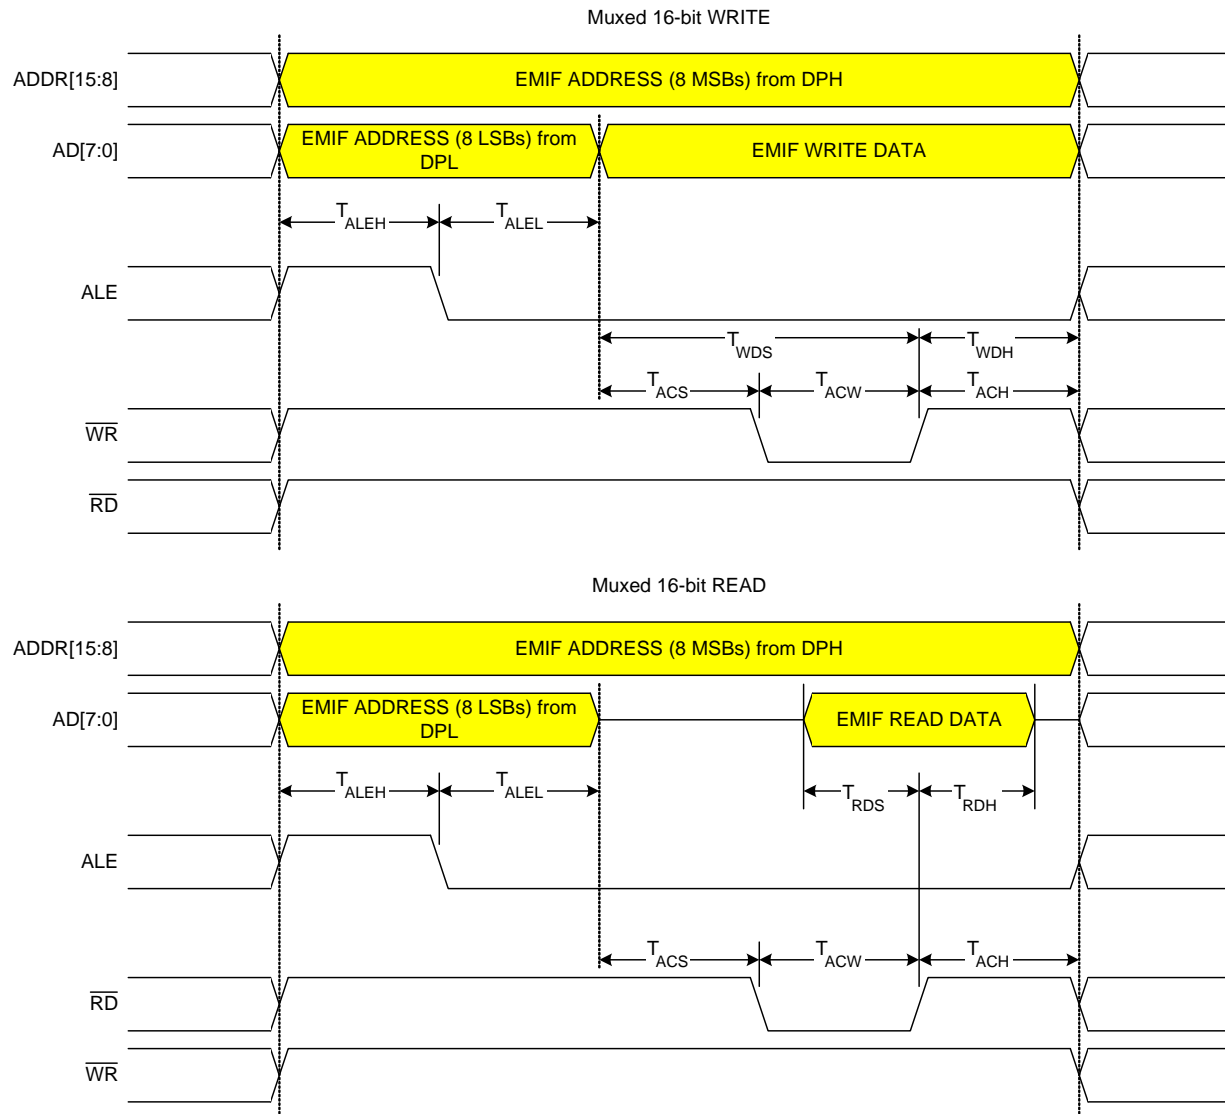 Muxed 16-bit WRITE
ADDR[15:8]
EMIF ADDRESS (8 MSBs) from DPH
AD[7:0]
EMIF ADDRESS (8 LSBs) from
DPL
EMIF WRITE DATA
TALEH
TALEL
ALE
TWDS
TWDH
TACS
TACW
TACH
WR
RD
Muxed 16-bit READ
ADDR[15:8]
EMIF ADDRESS (8 MSBs) from DPH
AD[7:0]
EMIF ADDRESS (8 LSBs) from
DPL
EMIF READ DATA
TALEH
TALEL
TRDS
TRDH
ALE
TACS
TACW
TACH
RD
WR